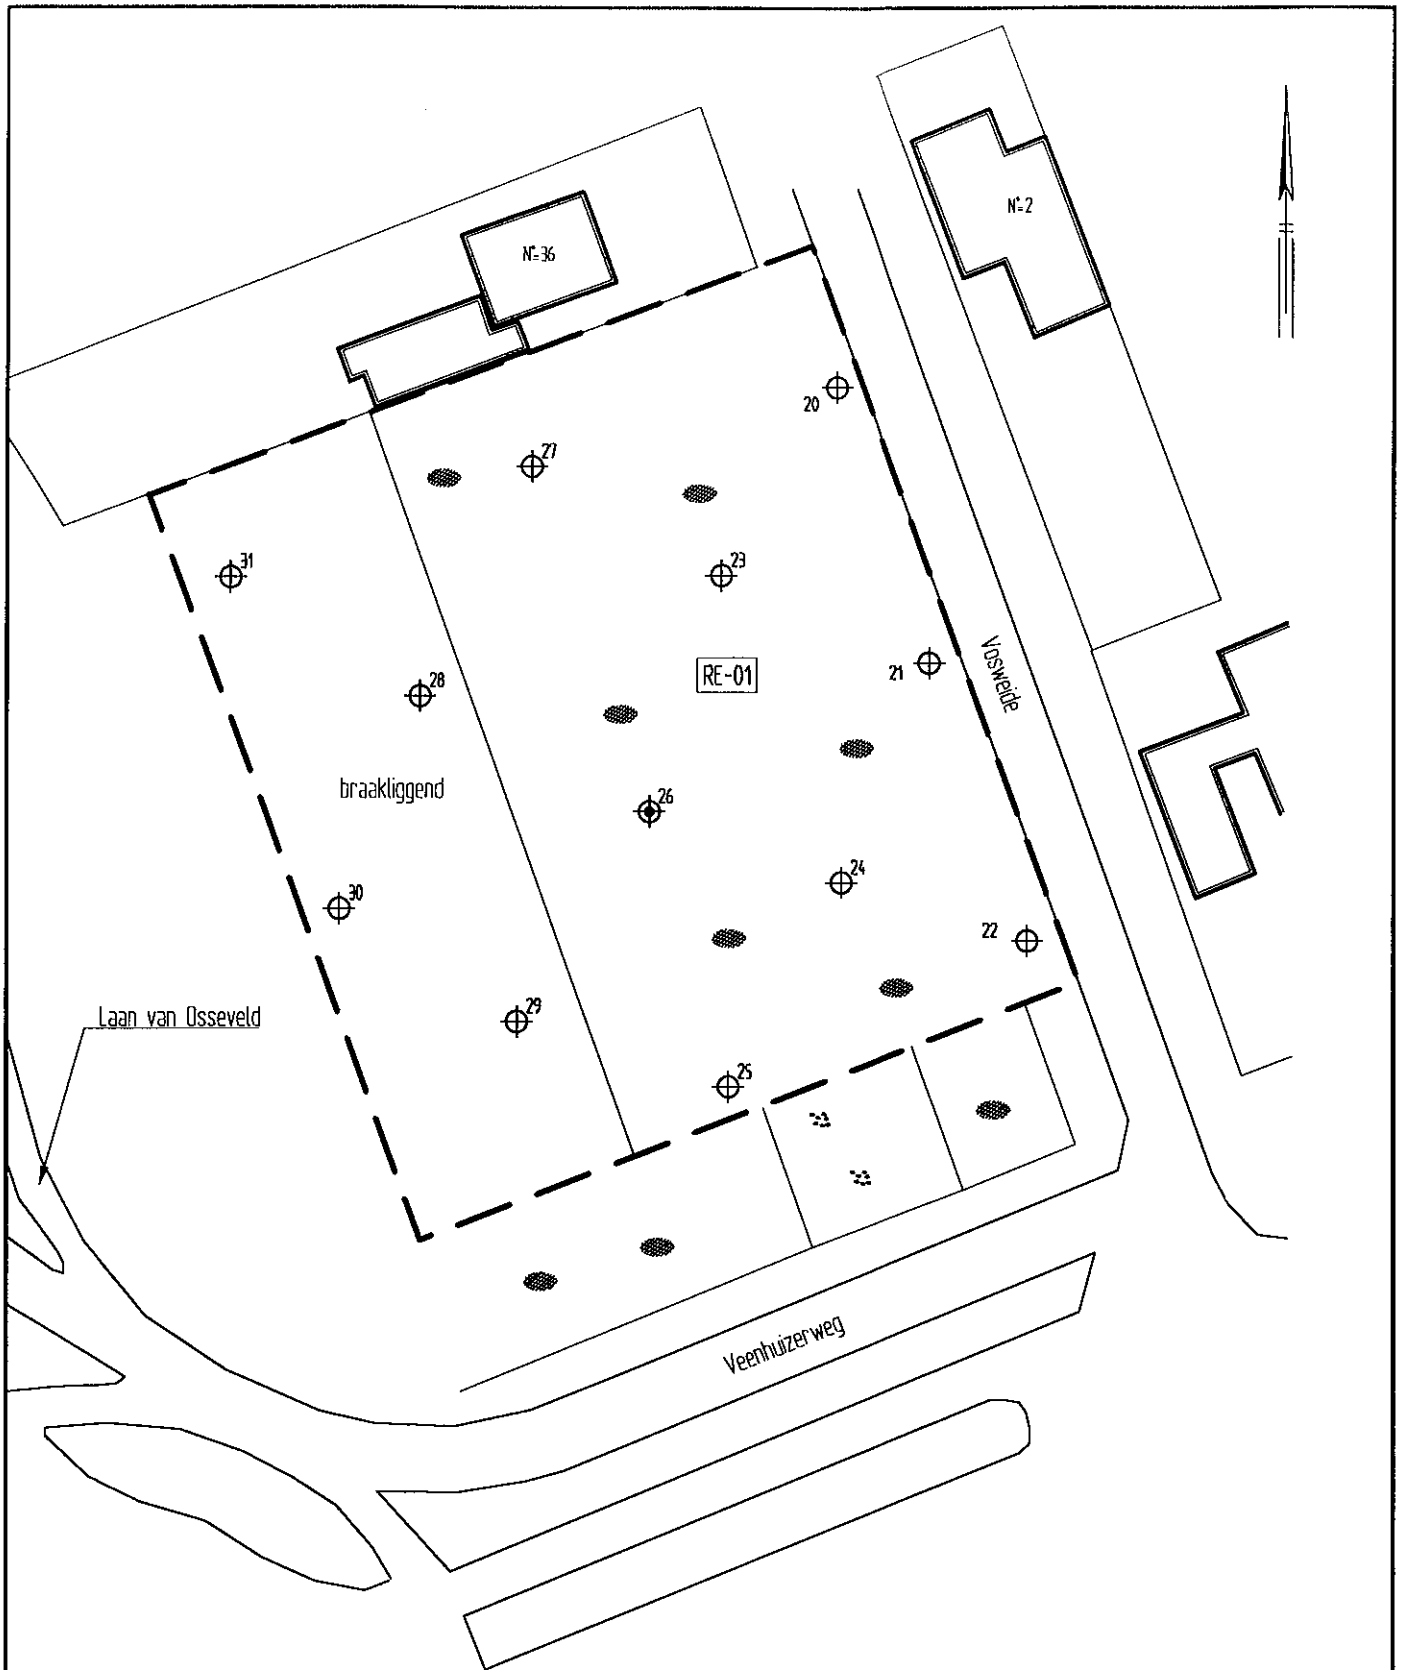 N°=2
N°=36
20
27
23
31
RE-01
21
Vosweide
28
braakliggend
26
24
30
22
29
Laan van Osseveld
25
Veenhuizerweg